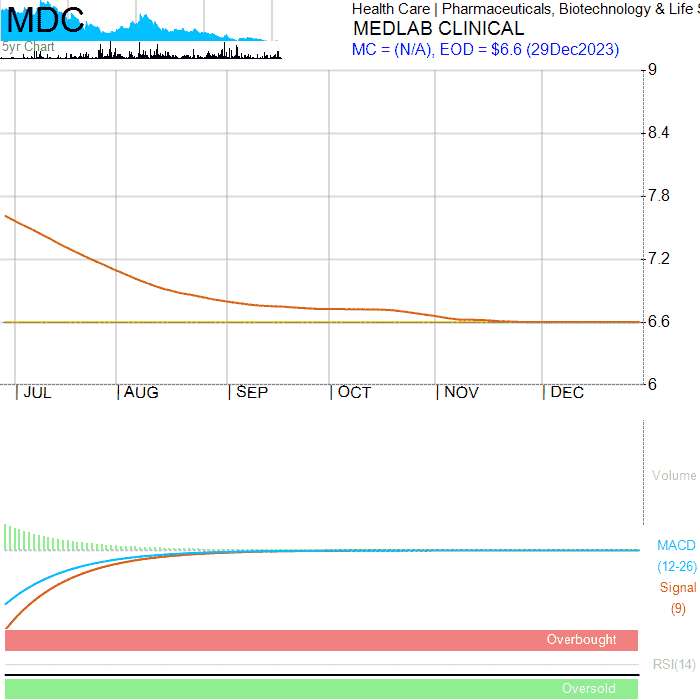 MDC
5yr Chart
Health Care | Pharmaceuticals, Biotechnology & Life
MEDLAB CLINICAL
MC = (N/A), EOD = $6.6 (29Dec2023)
9
8.4
7.8
7.2
6.6
6
JUL AUG SEP OCT NOV DEC
Volume
MACD
(12-26)
Signal
(9)
Overbought
RSI(14)
Oversold